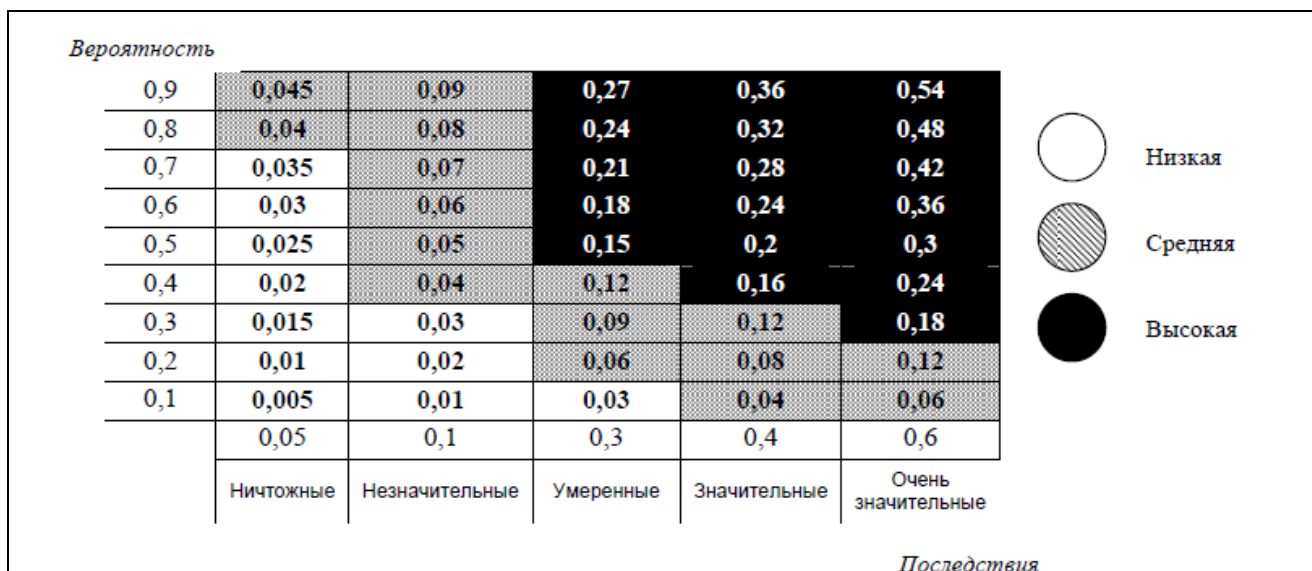 Вероятность
0,9 0,045 0,09 0,27 0,36 0,54
0,8 0,04 0,08 0,24 0,32 0,48
0,7 0,035 0,07 0,21 0,28 0,42
0,6 0,03 0,06 0,18 0,24 0,36
0,5 0,025 0,05 0,15 0,2 0,3
0,4 0,02 0,04 0,12 0,16 0,24
0,3 0,015 0,03 0,09 0,12 0,18
0,2 0,01 0,02 0,06 0,08 0,12
0,1 0,005 0,01 0,03 0,04 0,06
0,05 0,1 0,3 0,4 0,6
Ничтожные Незначительные Умеренные Значительные Очень
значительные
Низкая
Средняя
Высокая
Последствия